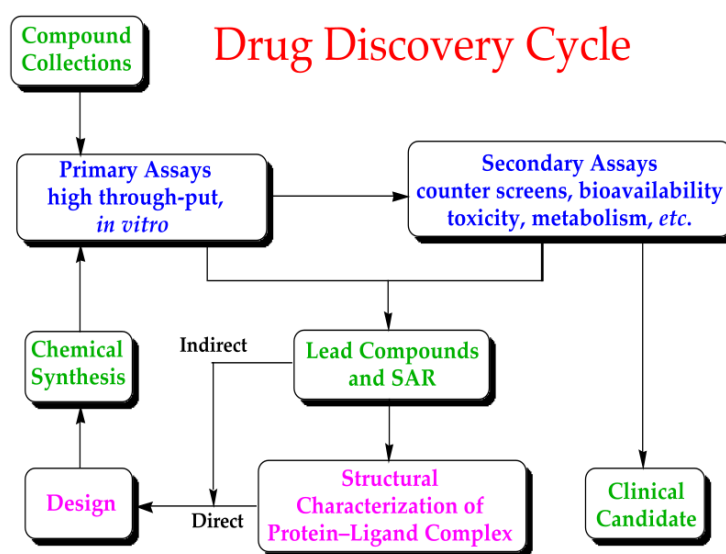 Drug Discovery Cycle
Compound
Collections
Primary Assays
high through-put,
in vitro
Secondary Assays
counter screens, bioavailability
toxicity, metabolism, etc.
Chemical
Synthesis
Indirect
Lead Compounds
and SAR
Design
Direct
Structural
Characterization of
Protein–Ligand Complex
Clinical
Candidate